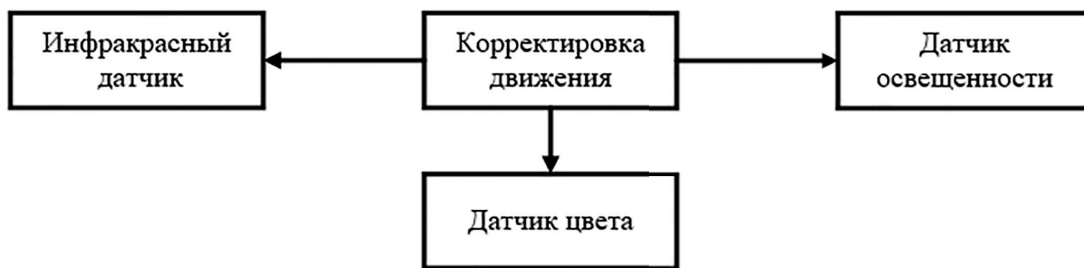 Инфракрасный
датчик
Корректировка
движения
Датчик
освещенности
Датчик цвета